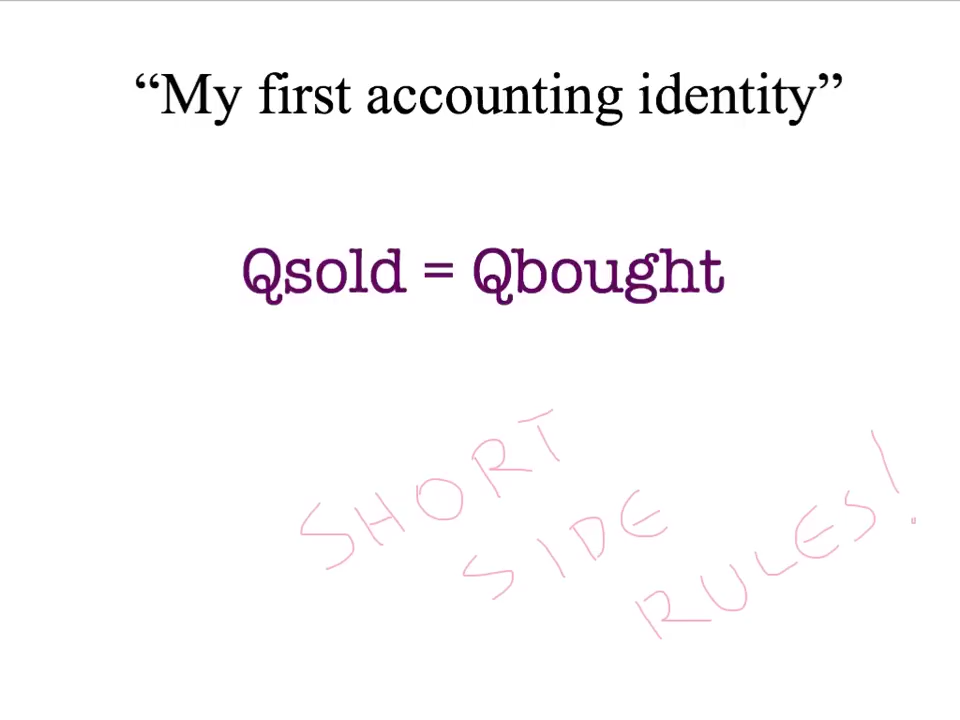 “My first accounting identity”
Qsold = Qbought
SHORT
SIDE
RULES!